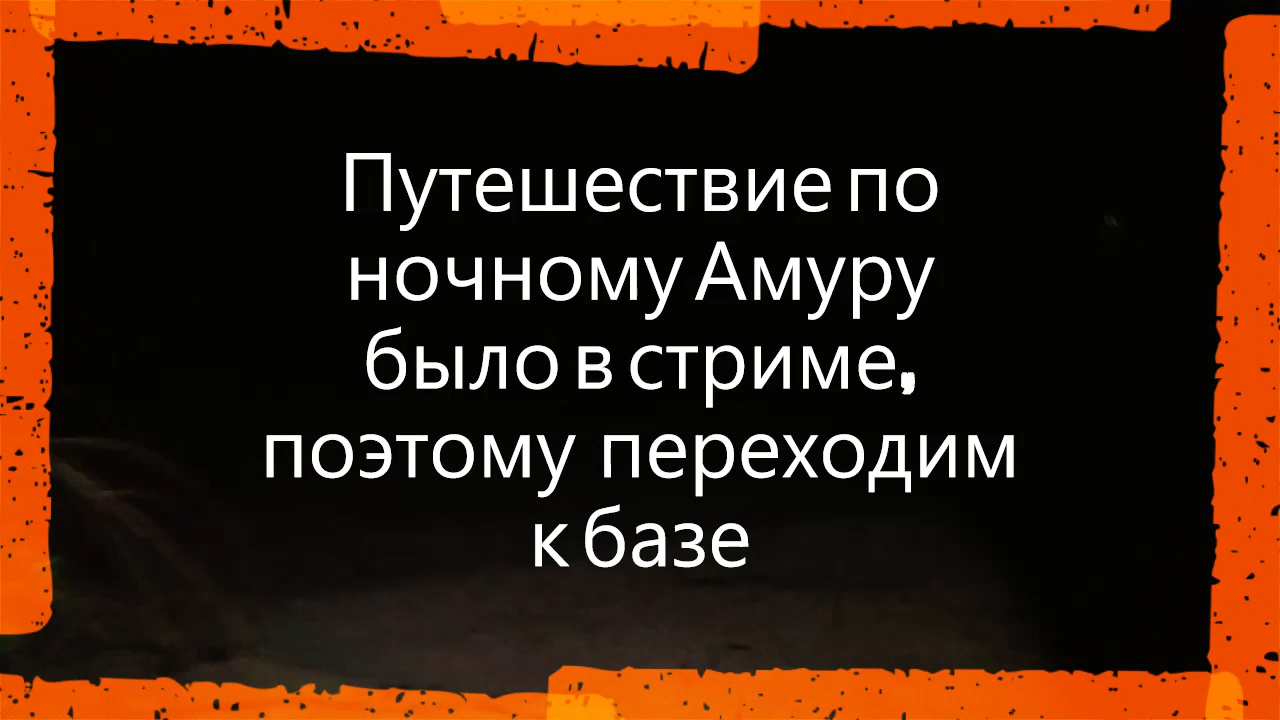 Путешествие по
ночному Амуру
было в стриме,
поэтому переходим
к базе